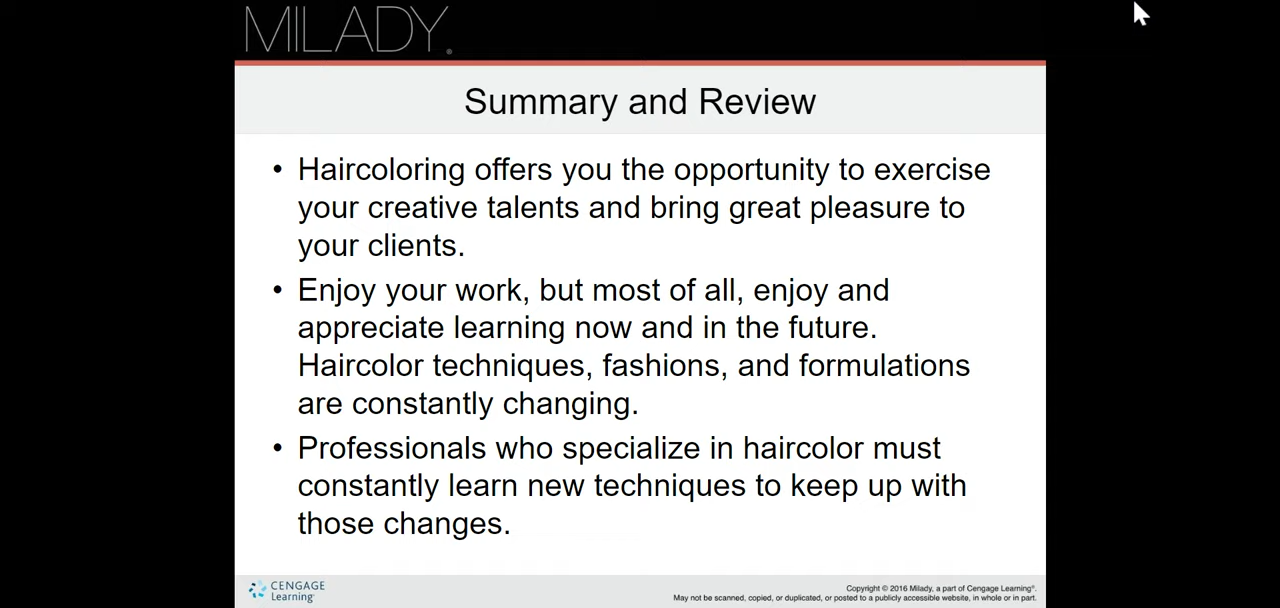 MILADY.
Summary and Review
• Haircoloring offers you the opportunity to exercise
your creative talents and bring great pleasure to
your clients.
• Enjoy your work, but most of all, enjoy and
appreciate learning now and in the future.
Haircolor techniques, fashions, and formulations
are constantly changing.
• Professionals who specialize in haircolor must
constantly learn new techniques to keep up with
those changes.
CENGAGE
Learning·
Copyright © 2016 Milady, a part of Cengage Learning®.
May not be scanned, copied, or duplicated, or posted to a publicly accessible website, in whole or in part.